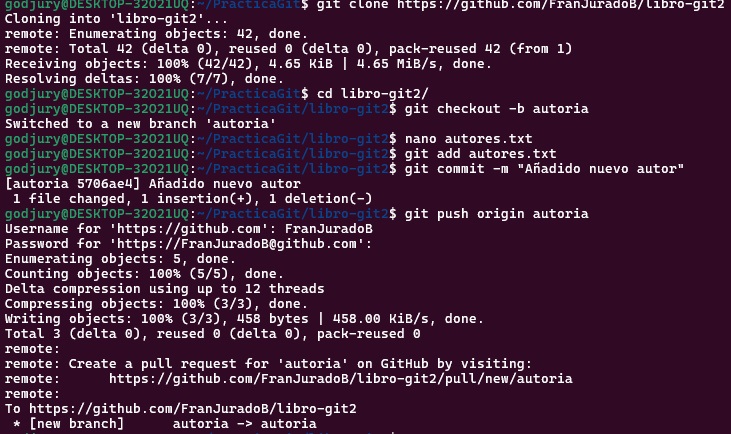 godjury@DESKTOP-32O21UQ:~/PracticaGit$ git clone https://github.com/FranJuradoB/libro-git2
Cloning into 'libro-git2'...
remote: Enumerating objects: 42, done.
remote: Total 42 (delta 0), reused 0 (delta 0), pack-reused 42 (from 1)
Receiving objects: 100% (42/42), 4.65 KiB | 4.65 MiB/s, done.
Resolving deltas: 100% (7/7), done.
godjury@DESKTOP-32O21UQ:~/PracticaGit$ cd libro-git2/
godjury@DESKTOP-32O21UQ:~/PracticaGit/libro-git2$ git checkout -b autoria
Switched to a new branch 'autoria'
godjury@DESKTOP-32O21UQ:~/PracticaGit/libro-git2$ nano autores.txt
godjury@DESKTOP-32O21UQ:~/PracticaGit/libro-git2$ git add autores.txt
godjury@DESKTOP-32O21UQ:~/PracticaGit/libro-git2$ git commit -m "Añadido nuevo autor"
[autoria 5706ae4] Añadido nuevo autor
 1 file changed, 1 insertion(+), 1 deletion(-)
godjury@DESKTOP-32O21UQ:~/PracticaGit/libro-git2$ git push origin autoria
Username for 'https://github.com': FranJuradoB
Password for 'https://FranJuradoB@github.com':
Enumerating objects: 5, done.
Counting objects: 100% (5/5), done.
Delta compression using up to 12 threads
Compressing objects: 100% (3/3), done.
Writing objects: 100% (3/3), 458 bytes | 458.00 KiB/s, done.
Total 3 (delta 0), reused 0 (delta 0), pack-reused 0
remote:
remote: Create a pull request for 'autoria' on GitHub by visiting:
remote:      https://github.com/FranJuradoB/libro-git2/pull/new/autoria
remote:
To https://github.com/FranJuradoB/libro-git2
 * [new branch]      autoria -> autoria